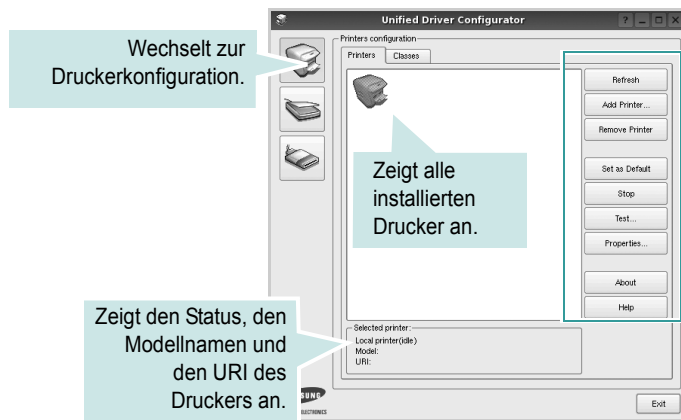 Unified Driver Configurator
Wechselt zur
Druckerkonfiguration.
Printers configuration
Printers
Classes
Refresh
Add Printer...
Remove Printer
Set as Default
Stop
Test...
Properties...
About
Help
Zeigt alle
installierten
Drucker an.
Zeigt den Status, den
Modellnamen und
den URI des
Druckers an.
Selected printer:
Local printer(idle)
Model:
URI:
SUNG
ELECTRONICS
Exit